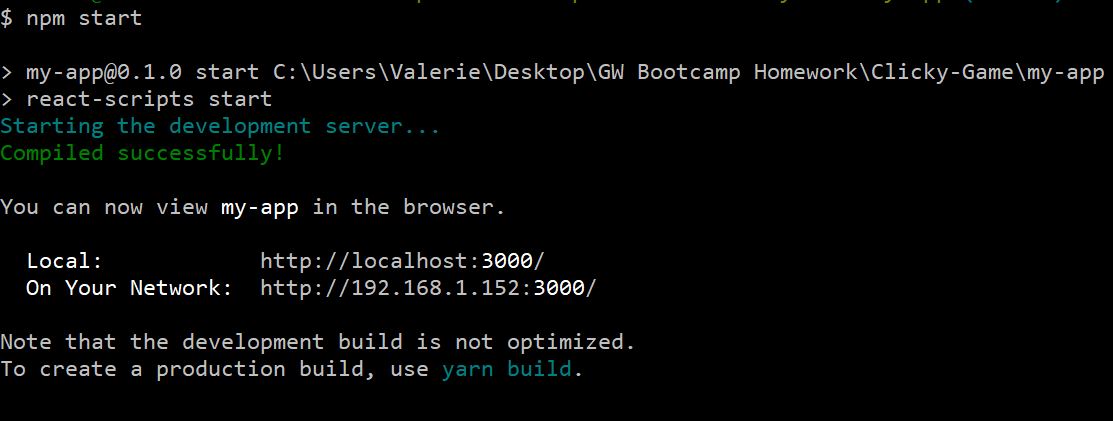 $ npm start
> my-app@0.1.0 start C:\Users\Valerie\Desktop\GW Bootcamp Homework\Clicky-Game\my-app
> react-scripts start
Starting the development server...
Compiled successfully!
You can now view my-app in the browser.
Local: http://localhost:3000/
On Your Network: http://192.168.1.152:3000/
Note that the development build is not optimized.
To create a production build, use yarn build.